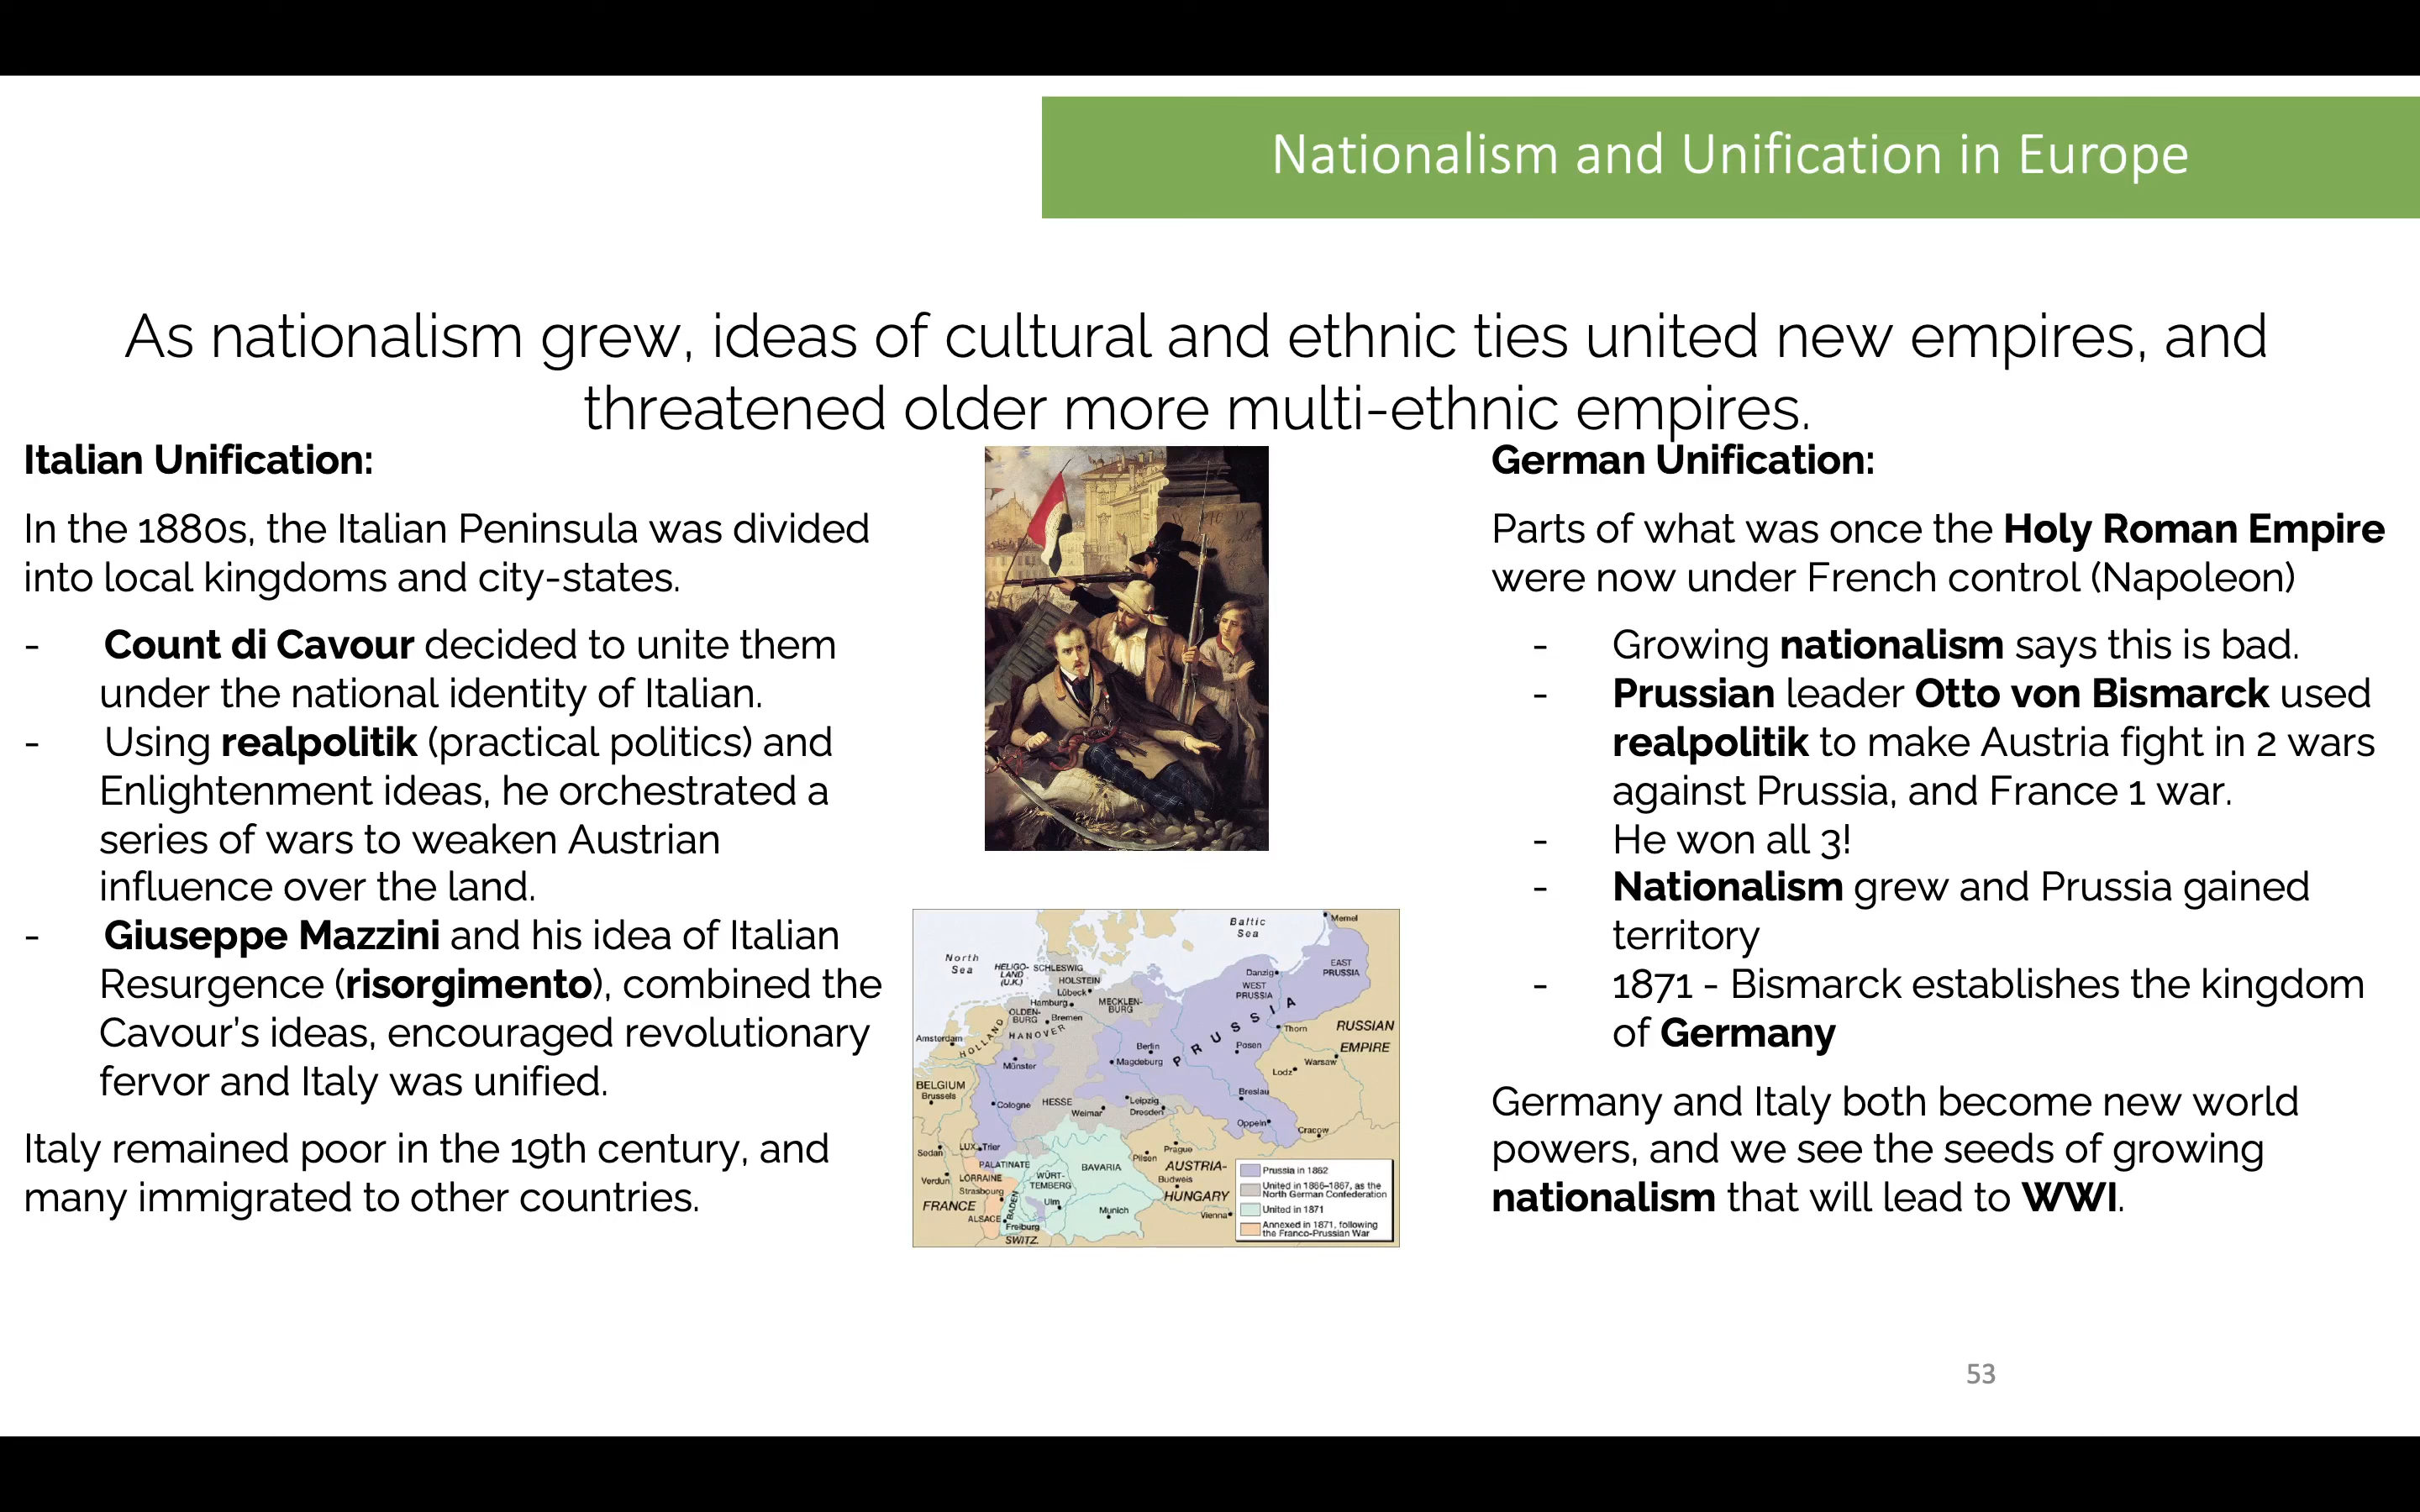 Nationalism and Unification in Europe
As nationalism grew, ideas of cultural and ethnic ties united new empires, and
threatened older more multi-ethnic empires.
Italian Unification:
In the 1880s, the Italian Peninsula was divided
into local kingdoms and city-states.
- Count di Cavour decided to unite them
under the national identity of Italian.
- Using realpolitik (practical politics) and
Enlightenment ideas, he orchestrated a
series of wars to weaken Austrian
influence over the land.
- Giuseppe Mazzini and his idea of Italian
Resurgence (risorgimento), combined the
Cavour's ideas, encouraged revolutionary
fervor and Italy was unified.
Italy remained poor in the 19th century, and
many immigrated to other countries.
North
Sea
Baltic
Sea
Memel
HELIGO-
LAND
(U.K.)
SCHLESWIG
HOLSTEIN
Lübeck
Hamburg
MECKLEN-
BURG
OLDEN-
BURG
Bremen
HANOVER
Danzig
WEST
PRUSSIA
EAST
PRUSSIA
PRUSSIA
Amsterdam
HOLLAND
Berlin
Magdeburg
Posen
Thorn
RUSSIAN
EMPIRE
Warsaw
Lodz
Münster
BELGIUM
Brussels
Cologne
HESSE
Weimar
Leipzig
Dresden
Breslau
Oppeln
Cracow
Sedan
LUX.
Trier
Prague
Pilsen
PALATINATE
Verdun
LORRAINE
Strasbourg
WÜRT-
TEMBERG
BAVARIA
AUSTRIA-
Budweis
HUNGARY
FRANCE
BADEN
Ulm
Munich
Vienna
ALSACE
Freiburg
SWITZ.
Prussia in 1862
United in 1866–1867, as the
North German Confederation
United in 1871
Annexed in 1871, following
the Franco-Prussian War
German Unification:
Parts of what was once the Holy Roman Empire
were now under French control (Napoleon)
- Growing nationalism says this is bad.
- Prussian leader Otto von Bismarck used
realpolitik to make Austria fight in 2 wars
against Prussia, and France 1 war.
- He won all 3!
- Nationalism grew and Prussia gained
territory
- 1871 - Bismarck establishes the kingdom
of Germany
Germany and Italy both become new world
powers, and we see the seeds of growing
nationalism that will lead to WWI.
53